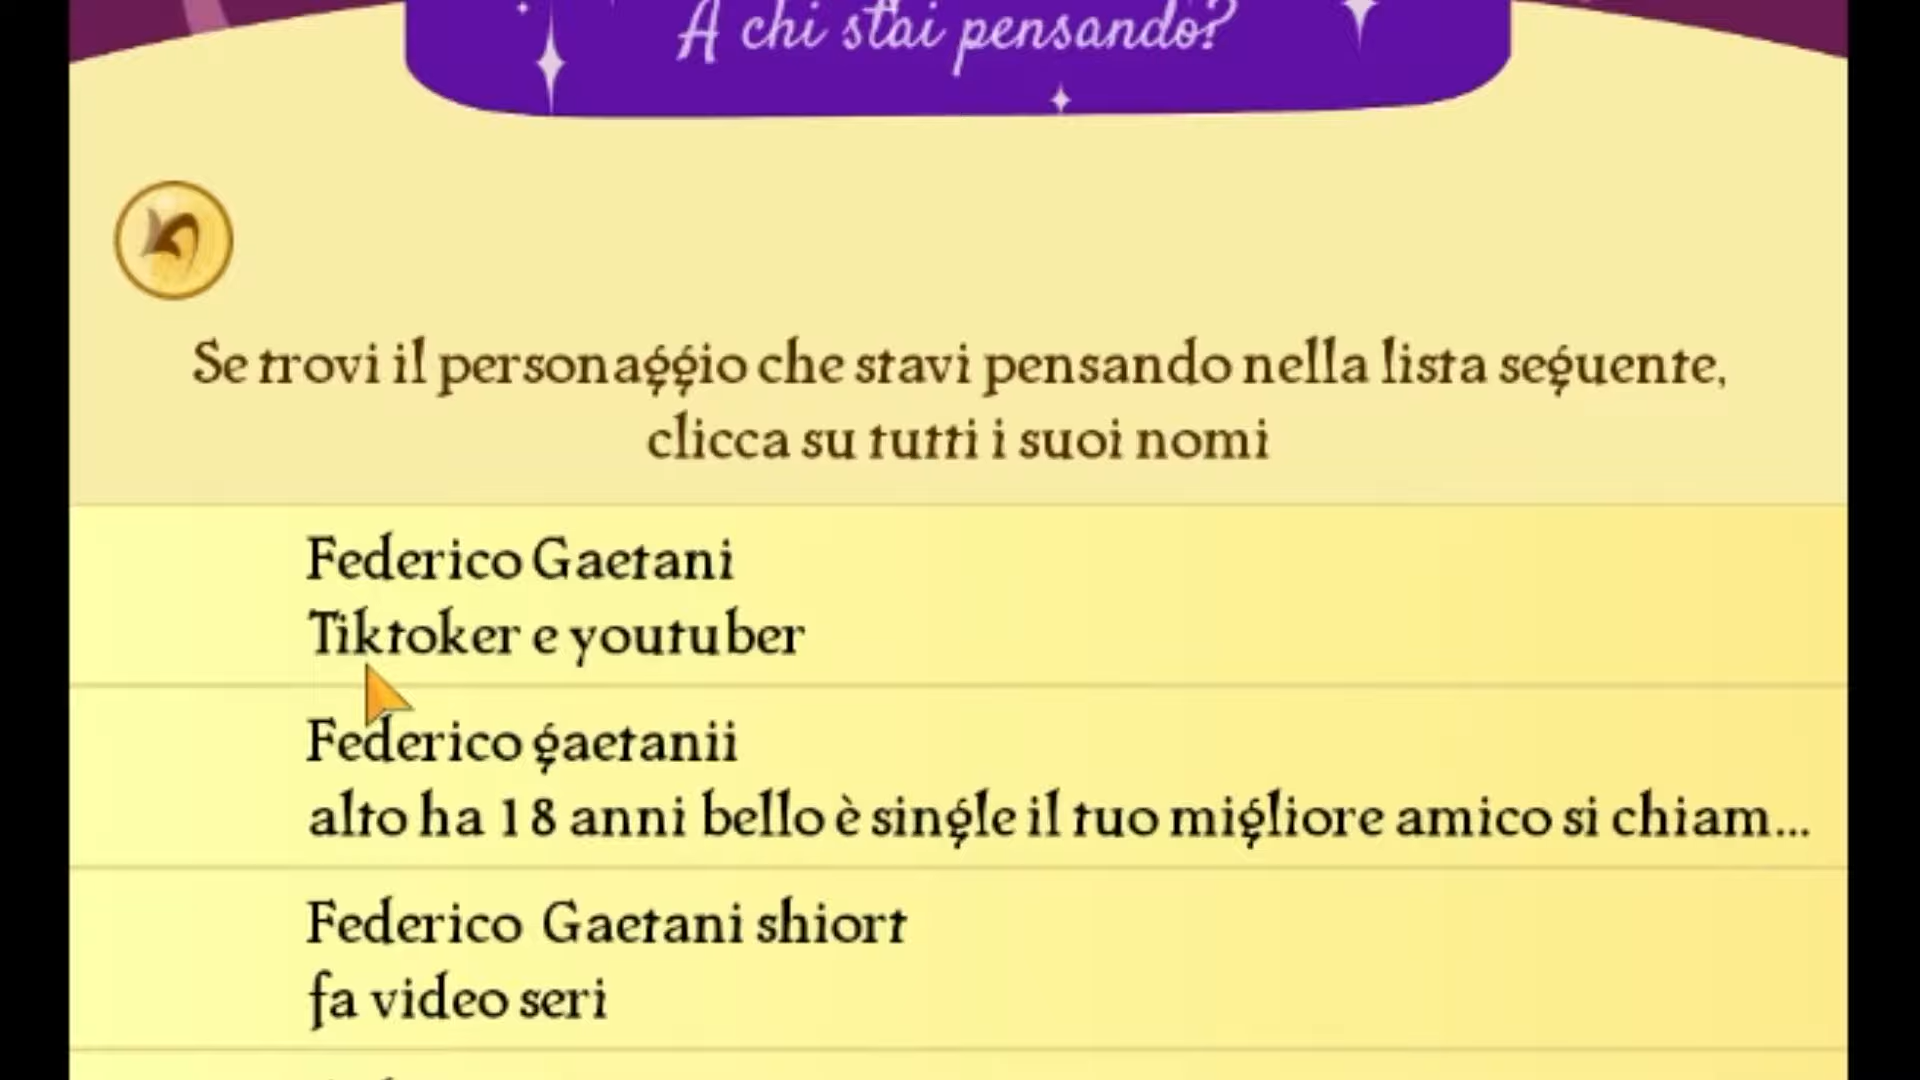 A chi stai pensando?
Se trovi il personaggio che stavi pensando nella lista seguente,
clicca su tutti i suoi nomi
Federico Gaetani
Tiktoker e youtuber
Federico gaetanii
alto ha 18 anni bello è single il tuo migliore amico si chiam...
Federico Gaetani shiort
fa video seri